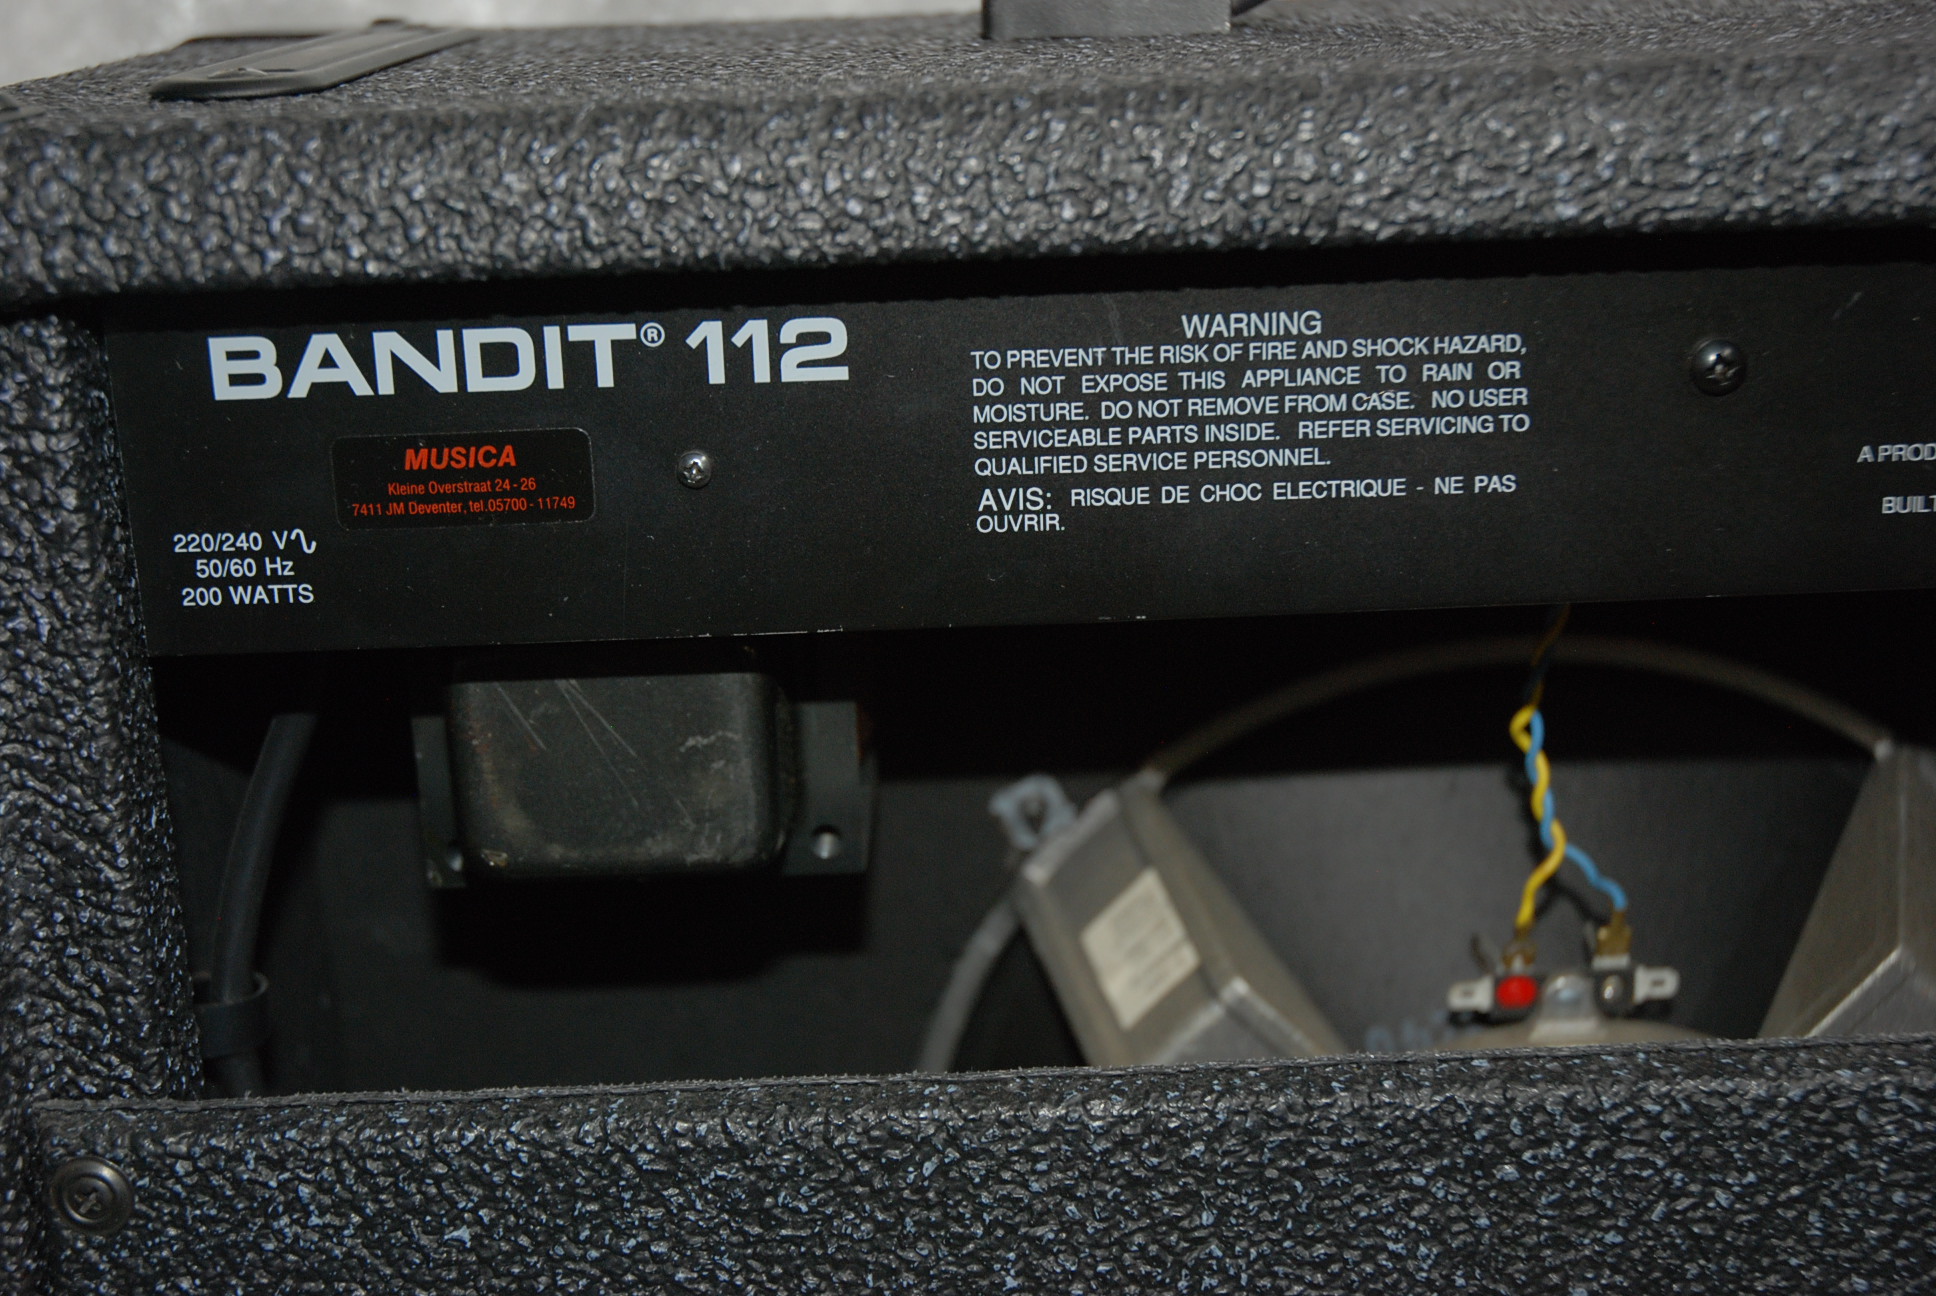 BANDIT® 112
MUSICA
Kleine Overstraat 24 - 26
7411 JM Deventer, tel. 05700 - 11749
220/240 V∿
50/60 Hz
200 WATTS
WARNING
TO PREVENT THE RISK OF FIRE AND SHOCK HAZARD,
DO NOT EXPOSE THIS APPLIANCE TO RAIN OR
MOISTURE. DO NOT REMOVE FROM CASE. NO USER
SERVICEABLE PARTS INSIDE. REFER SERVICING TO
QUALIFIED SERVICE PERSONNEL.
AVIS: RISQUE DE CHOC ELECTRIQUE - NE PAS
OUVRIR.
A PROD
BUILT